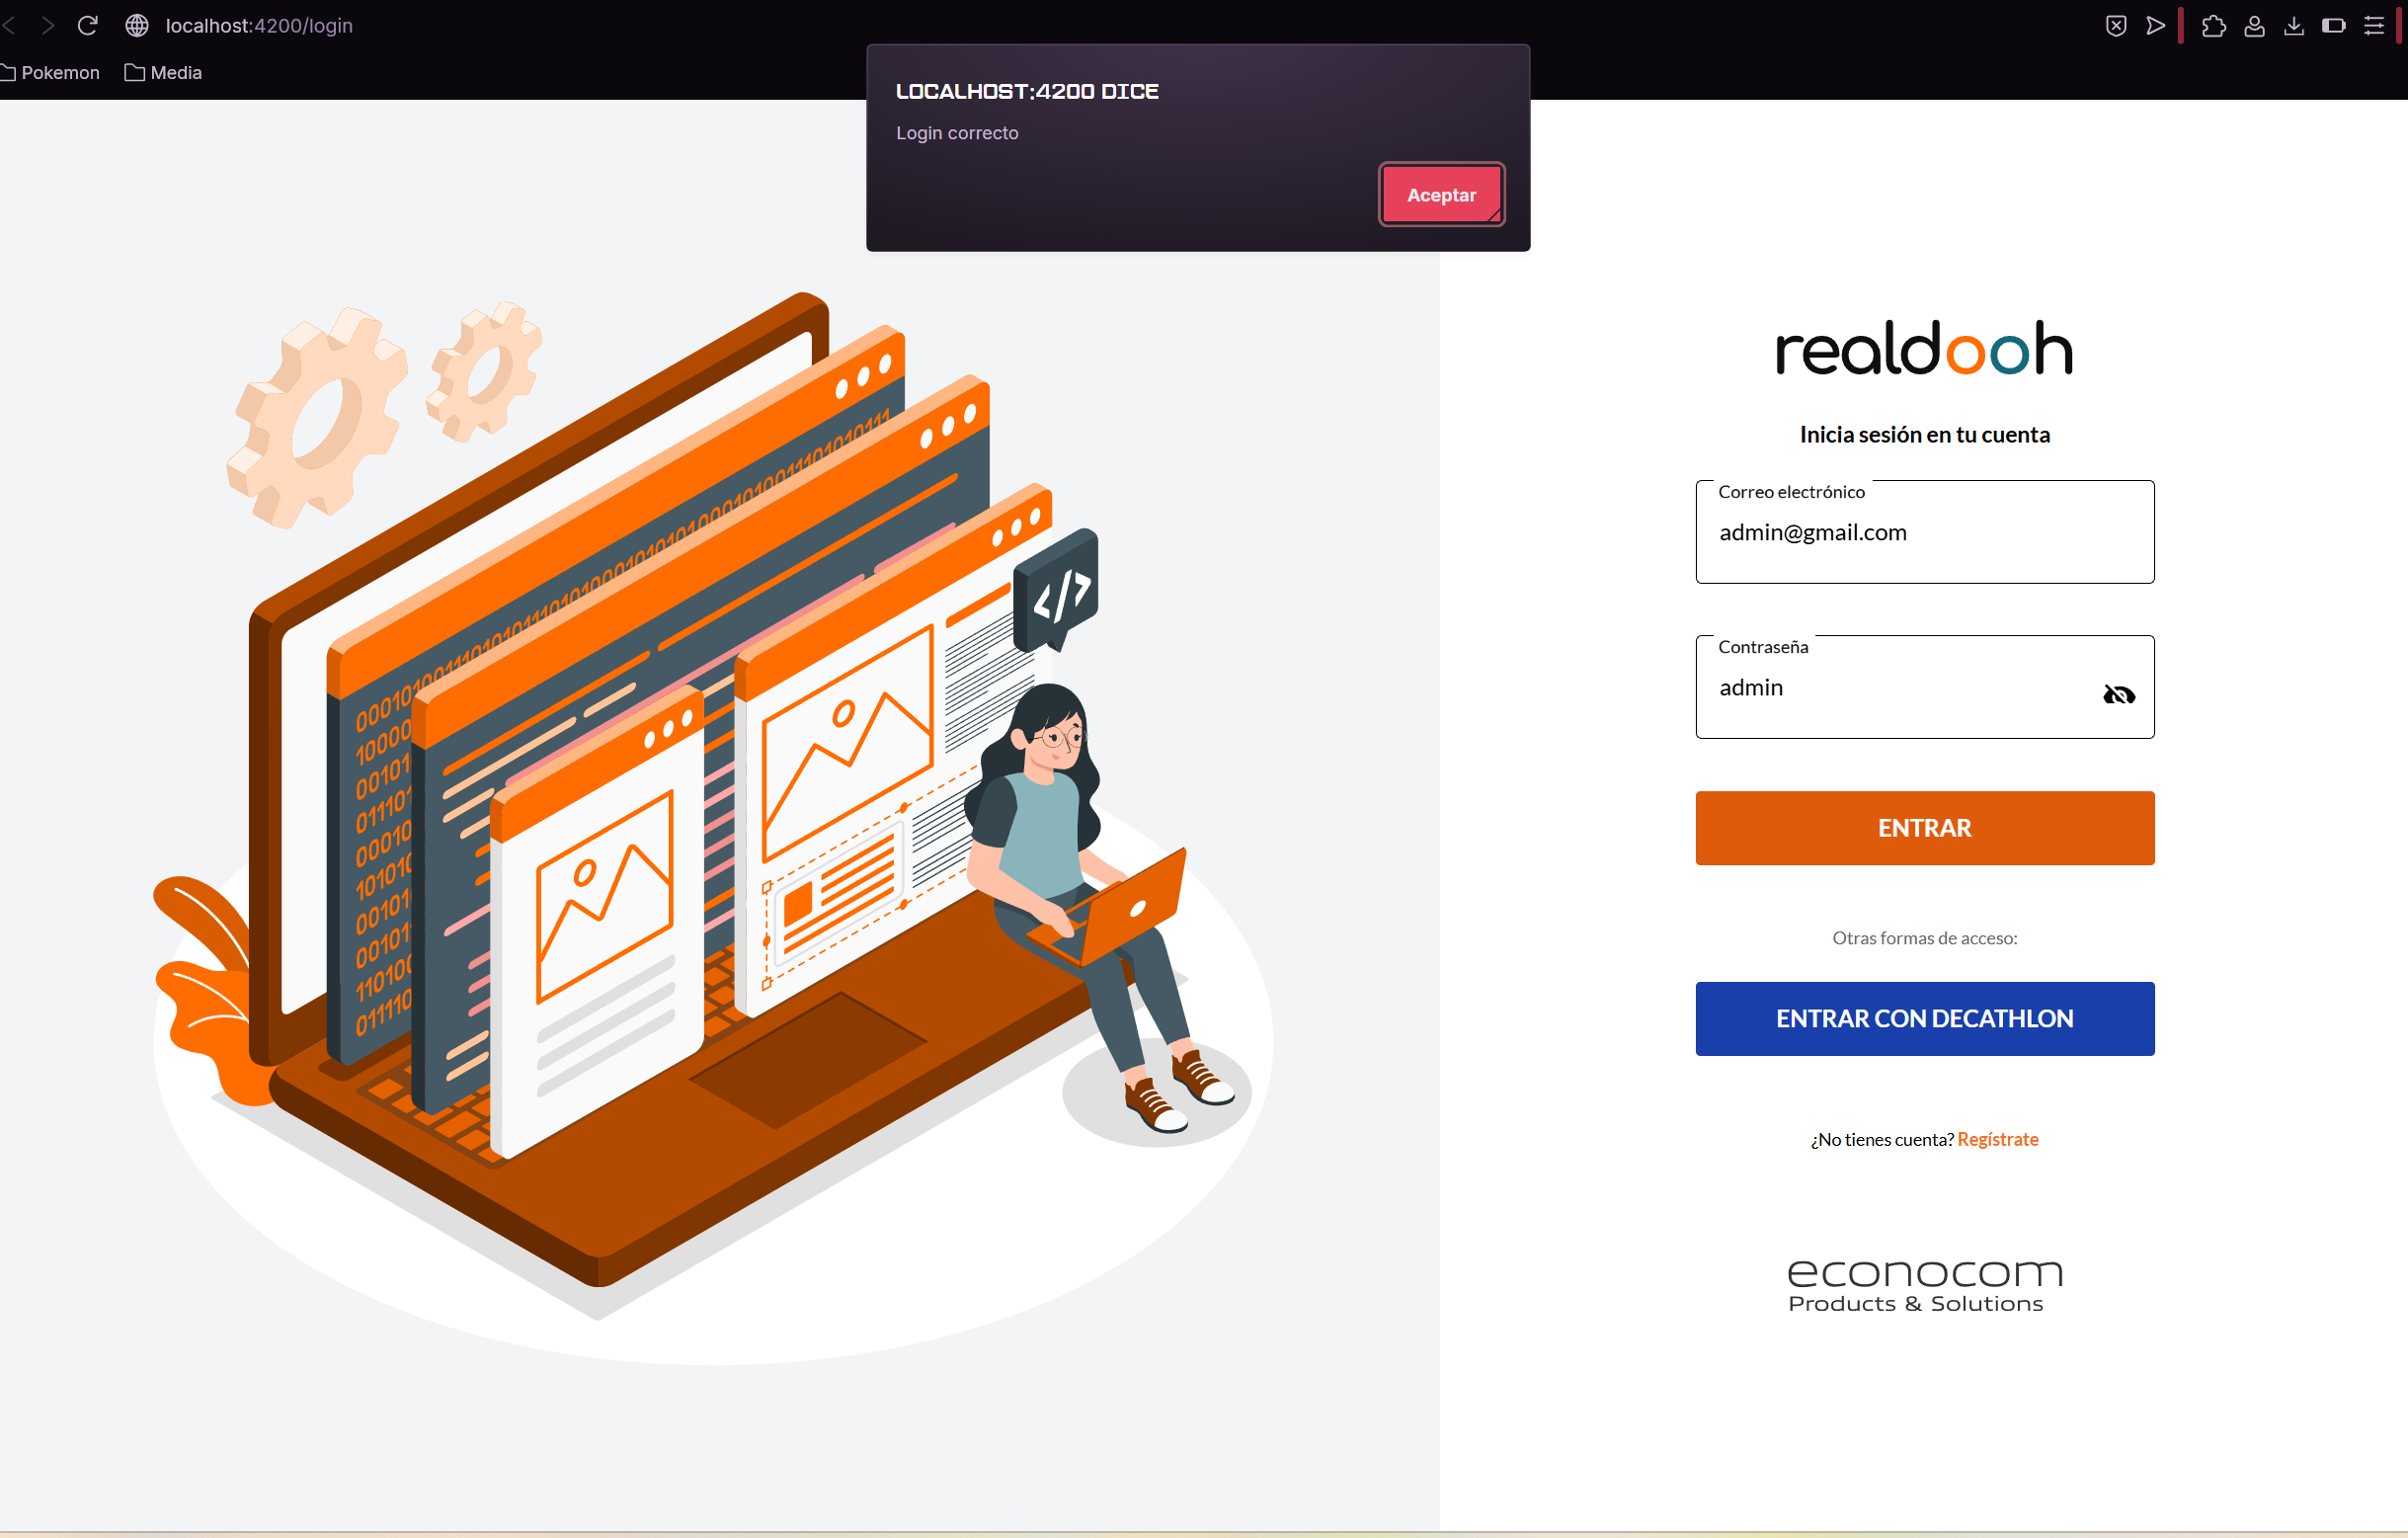 localhost:4200/login
Pokemon
Media
LOCALHOST:4200 DICE
Login correcto
Aceptar
realdooh
Inicia sesión en tu cuenta
Correo electrónico
admin@gmail.com
Contraseña
admin
ENTRAR
Otras formas de acceso:
ENTRAR CON DECATHLON
¿No tienes cuenta? Regístrate
econocom
Products & Solutions
</>